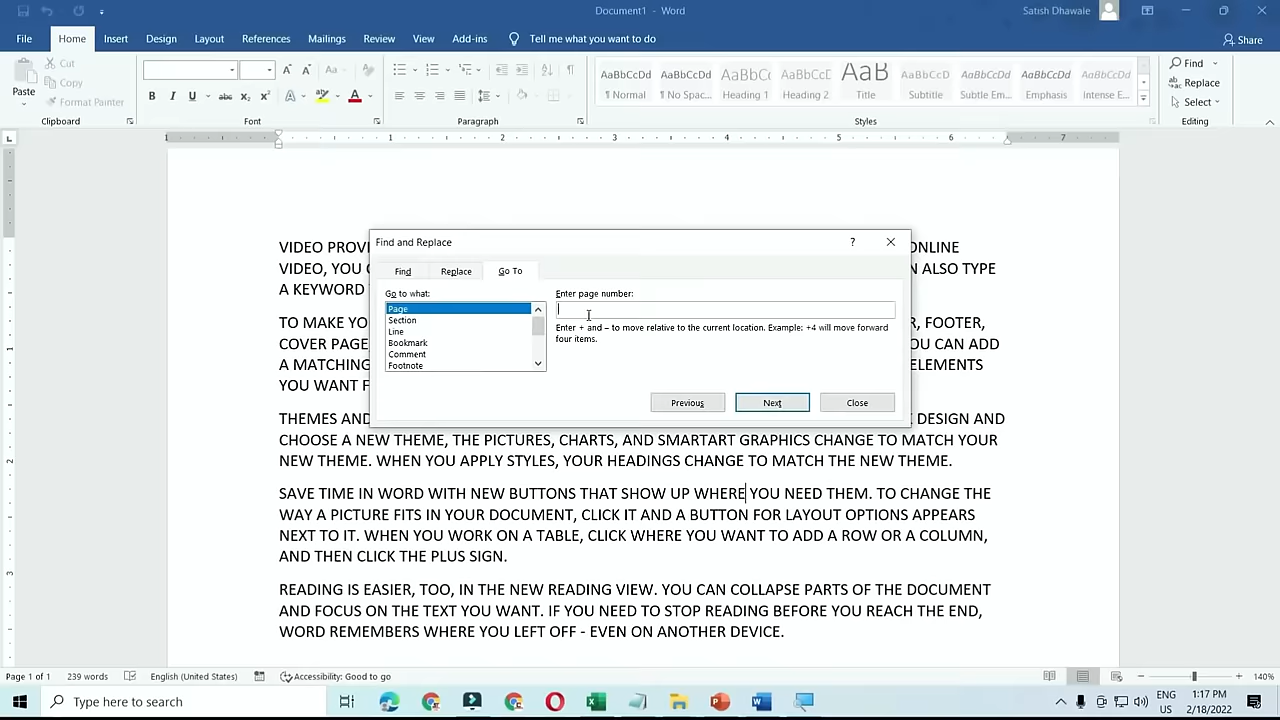 Document1 - Word
Satish Dhawale
File Home Insert Design Layout References Mailings Review View Add-ins Tell me what you want to do
Share
Paste
Cut
Copy
Format Painter
Clipboard
Font
Paragraph
AaBbCcDd AaBbCcDd AaBbCc AaBbCcC AaB AaBbCcD AaBbCcDd AaBbCcDd AaBbCcDd
¶ Normal ¶ No Spac... Heading 1 Heading 2 Title Subtitle Subtle Em... Emphasis Intense E...
Styles
Find
Replace
Select
Editing
1 1 2 3 4 5 6 7
VIDEO PROVI
ONLINE
VIDEO, YOU
N ALSO TYPE
A KEYWORD
TO MAKE YO
R, FOOTER,
COVER PAGE
OU CAN ADD
A MATCHING
ELEMENTS
YOU WANT F
THEMES AND
DESIGN AND
Find and Replace
?
Find Replace Go To
Go to what:
Page
Section
Line
Bookmark
Comment
Footnote
Enter page number:
Enter + and – to move relative to the current location. Example: +4 will move forward
four items.
Previous Next Close
CHOOSE A NEW THEME, THE PICTURES, CHARTS, AND SMARTART GRAPHICS CHANGE TO MATCH YOUR
NEW THEME. WHEN YOU APPLY STYLES, YOUR HEADINGS CHANGE TO MATCH THE NEW THEME.
SAVE TIME IN WORD WITH NEW BUTTONS THAT SHOW UP WHERE YOU NEED THEM. TO CHANGE THE
WAY A PICTURE FITS IN YOUR DOCUMENT, CLICK IT AND A BUTTON FOR LAYOUT OPTIONS APPEARS
NEXT TO IT. WHEN YOU WORK ON A TABLE, CLICK WHERE YOU WANT TO ADD A ROW OR A COLUMN,
AND THEN CLICK THE PLUS SIGN.
READING IS EASIER, TOO, IN THE NEW READING VIEW. YOU CAN COLLAPSE PARTS OF THE DOCUMENT
AND FOCUS ON THE TEXT YOU WANT. IF YOU NEED TO STOP READING BEFORE YOU REACH THE END,
WORD REMEMBERS WHERE YOU LEFT OFF - EVEN ON ANOTHER DEVICE.
Page 1 of 1 239 words English (United States) Accessibility: Good to go
140%
Type here to search
ENG
US
1:17 PM
2/18/2022